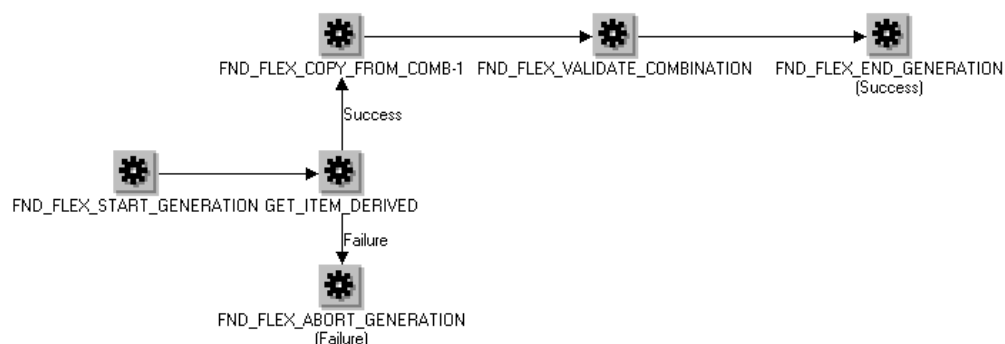 FND_FLEX_COPY_FROM_COMB-1 FND_FLEX_VALIDATE_COMBINATION FND_FLEX_END_GENERATION
(Success)
Success
FND_FLEX_START_GENERATION GET_ITEM_DERIVED
Failure
FND_FLEX_ABORT_GENERATION
(Failure)